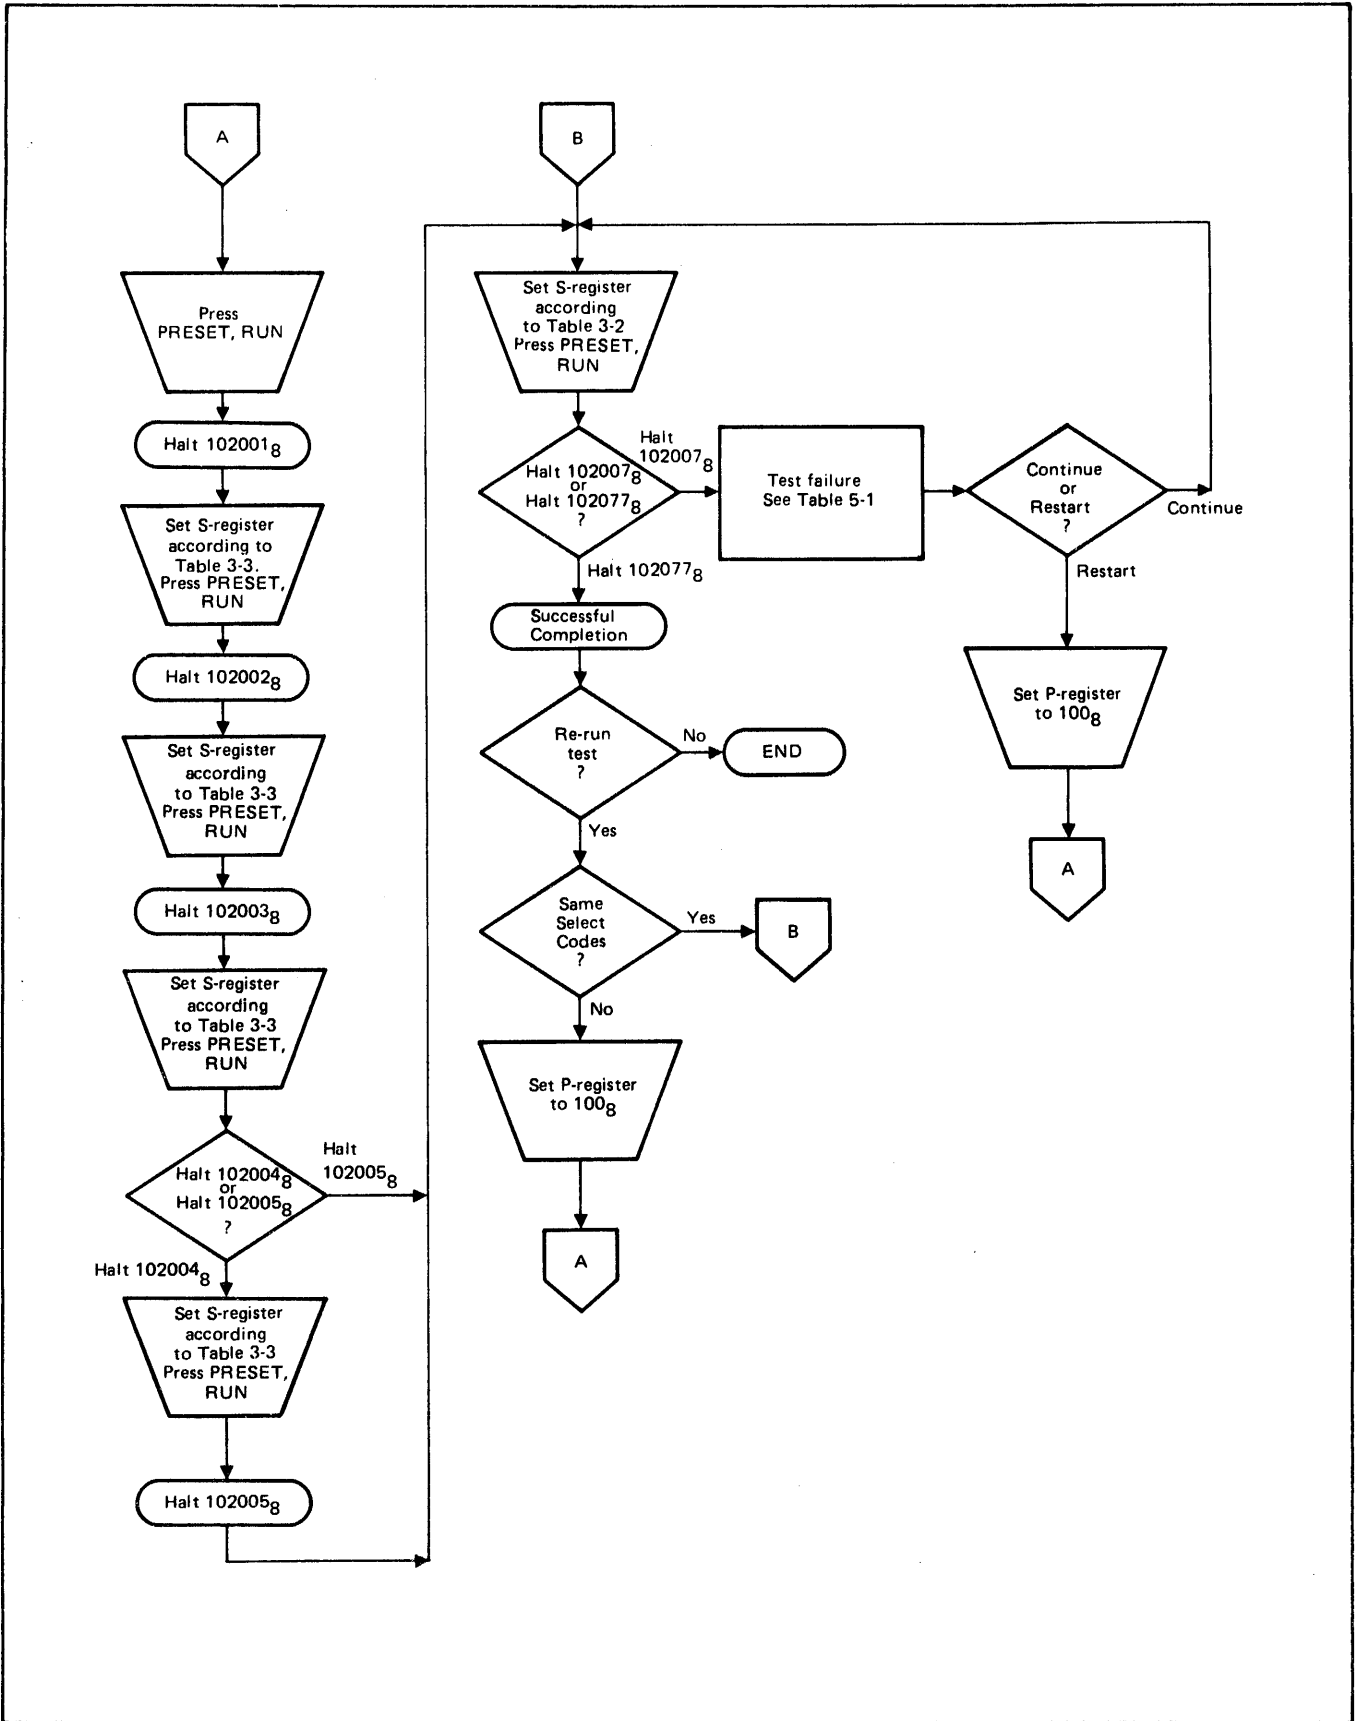 A
Press
PRESET, RUN
Halt 102001₈
Set S-register
according to
Table 3-3.
Press PRESET,
RUN
Halt 102002₈
Set S-register
according
to Table 3-3
Press PRESET,
RUN
Halt 102003₈
Set S-register
according
to Table 3-3
Press PRESET,
RUN
Halt 102004₈
or
Halt 102005₈
?
Halt
102005₈
Halt 102004₈
Set S-register
according
to Table 3-3
Press PRESET,
RUN
Halt 102005₈
B
Set S-register
according
to Table 3-2
Press PRESET,
RUN
Halt 102007₈
or
Halt 102077₈
?
Halt
102007₈
Test failure
See Table 5-1
Continue
or
Restart
?
Continue
Restart
Set P-register
to 100₈
A
Halt 102077₈
Successful
Completion
Re-run
test
?
No
END
Yes
Same
Select
Codes
?
Yes
B
No
Set P-register
to 100₈
A